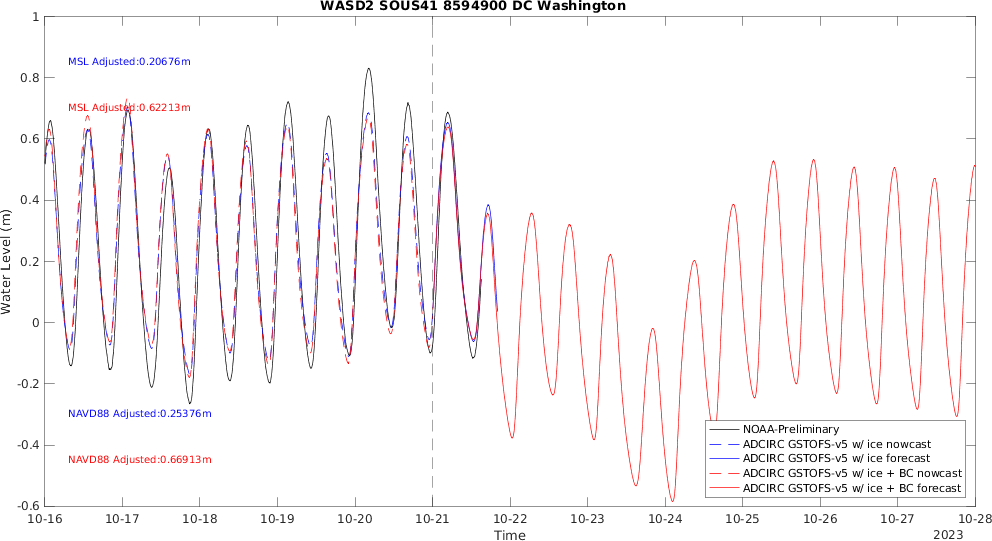 WASD2 SOUS41 8594900 DC Washington
1
0.8
0.6
0.4
0.2
0
-0.2
-0.4
-0.6
Water Level (m)
MSL Adjusted:0.20676m
MSL Adjusted:0.62213m
NAVD88 Adjusted:0.25376m
NAVD88 Adjusted:0.66913m
NOAA-Preliminary
ADCIRC GSTOFS-v5 w/ ice nowcast
ADCIRC GSTOFS-v5 w/ ice forecast
ADCIRC GSTOFS-v5 w/ ice + BC nowcast
ADCIRC GSTOFS-v5 w/ ice + BC forecast
10-16 10-17 10-18 10-19 10-20 10-21 10-22 10-23 10-24 10-25 10-26 10-27 10-28
Time
2023